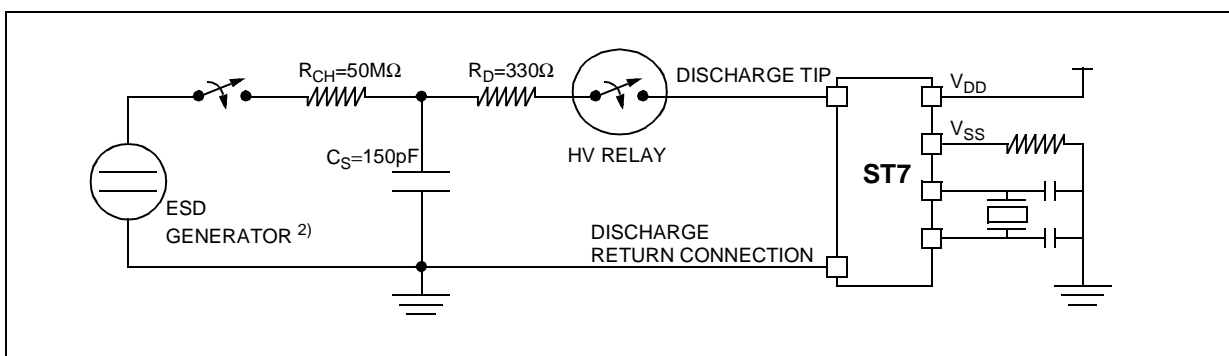 R_CH=50MΩ
R_D=330Ω
DISCHARGE TIP
V_DD
V_SS
C_S=150pF
HV RELAY
ST7
ESD
GENERATOR 2)
DISCHARGE
RETURN CONNECTION